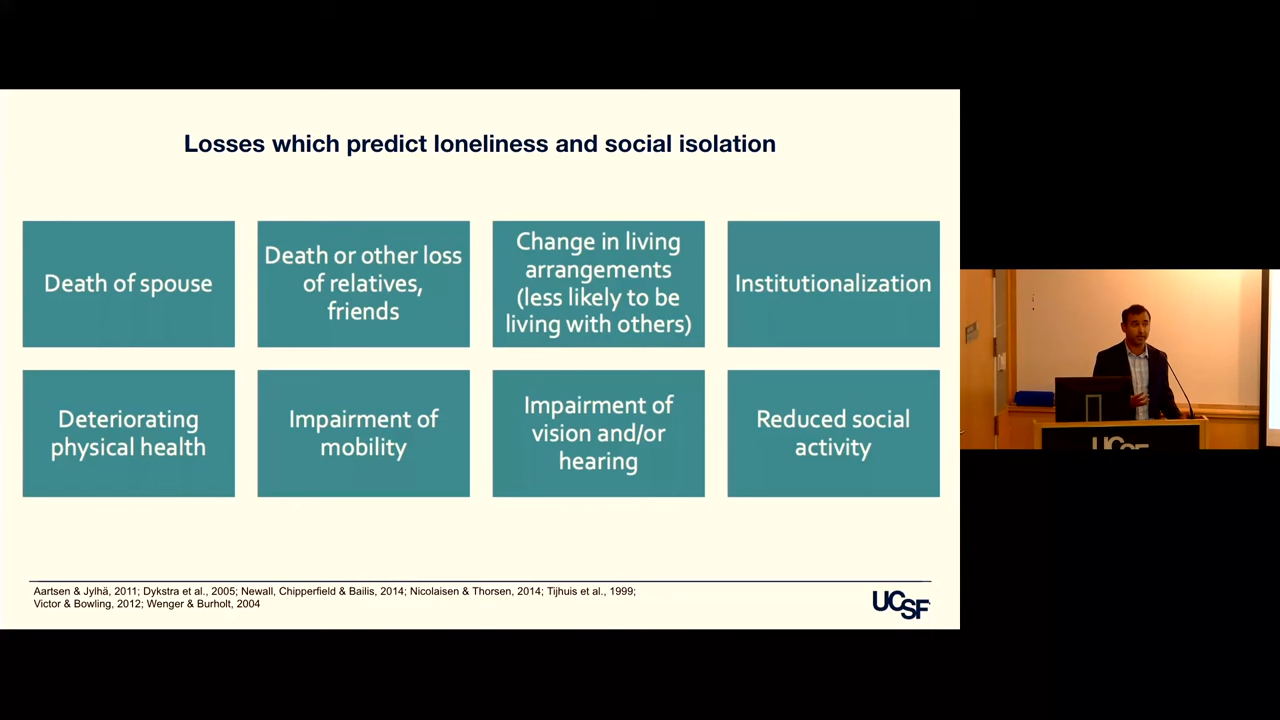 Losses which predict loneliness and social isolation
Death of spouse
Death or other loss
of relatives,
friends
Change in living
arrangements
(less likely to be
living with others)
Institutionalization
Deteriorating
physical health
Impairment of
mobility
Impairment of
vision and/or
hearing
Reduced social
activity
Aartsen & Jylhä, 2011; Dykstra et al., 2005; Newall, Chipperfield & Bailis, 2014; Nicolaisen & Thorsen, 2014; Tijhuis et al., 1999;
Victor & Bowling, 2012; Wenger & Burholt, 2004
UCSF
UCSF